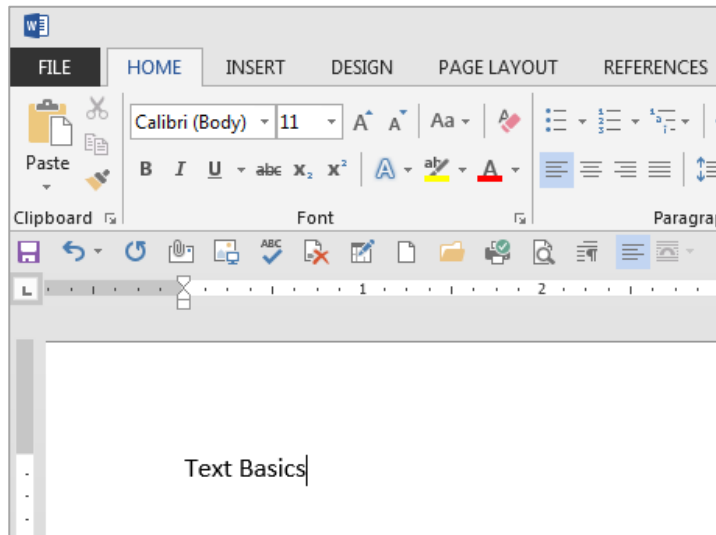 W
FILE HOME INSERT DESIGN PAGE LAYOUT REFERENCES
Calibri (Body) 11 A A Aa
Paste B I U abc X₂ X² A ab A
Clipboard Font Paragra
ABC
L 1 2
Text Basics